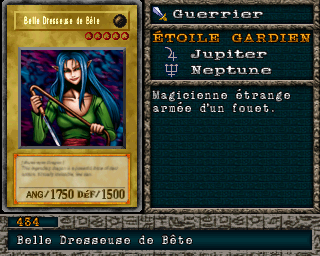 Belle Dresseuse de Bête
ANG/1750 DÉF/1500
Guerrier
ÉTOILE GARDIEN
Jupiter
Neptune
Magicienne étrange
armée d'un fouet.
434
Belle Dresseuse de Bête